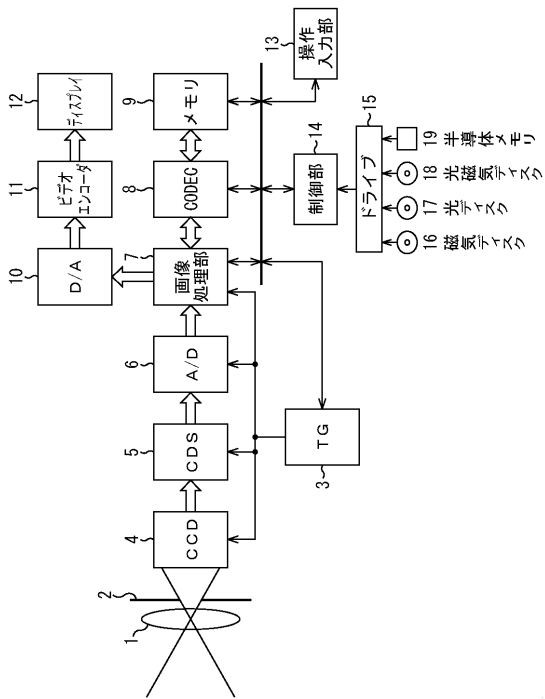 1
2
3
TG
4
CCD
5
CDS
6
A/D
7
画像
処理部
8
CODEC
9
メモリ
10
D/A
11
ビデオ
エンコーダ
12
ディスプレイ
13
操作
入力部
14
制御部
15
ドライブ
16 磁気ディスク
17 光ディスク
18 光磁気ディスク
19 半導体メモリ